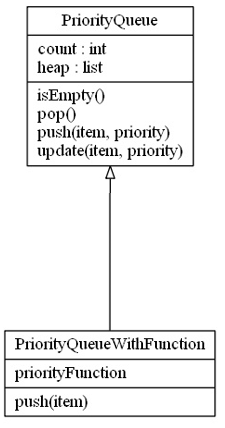 PriorityQueue
count : int
heap : list
isEmpty()
pop()
push(item, priority)
update(item, priority)
PriorityQueueWithFunction
priorityFunction
push(item)